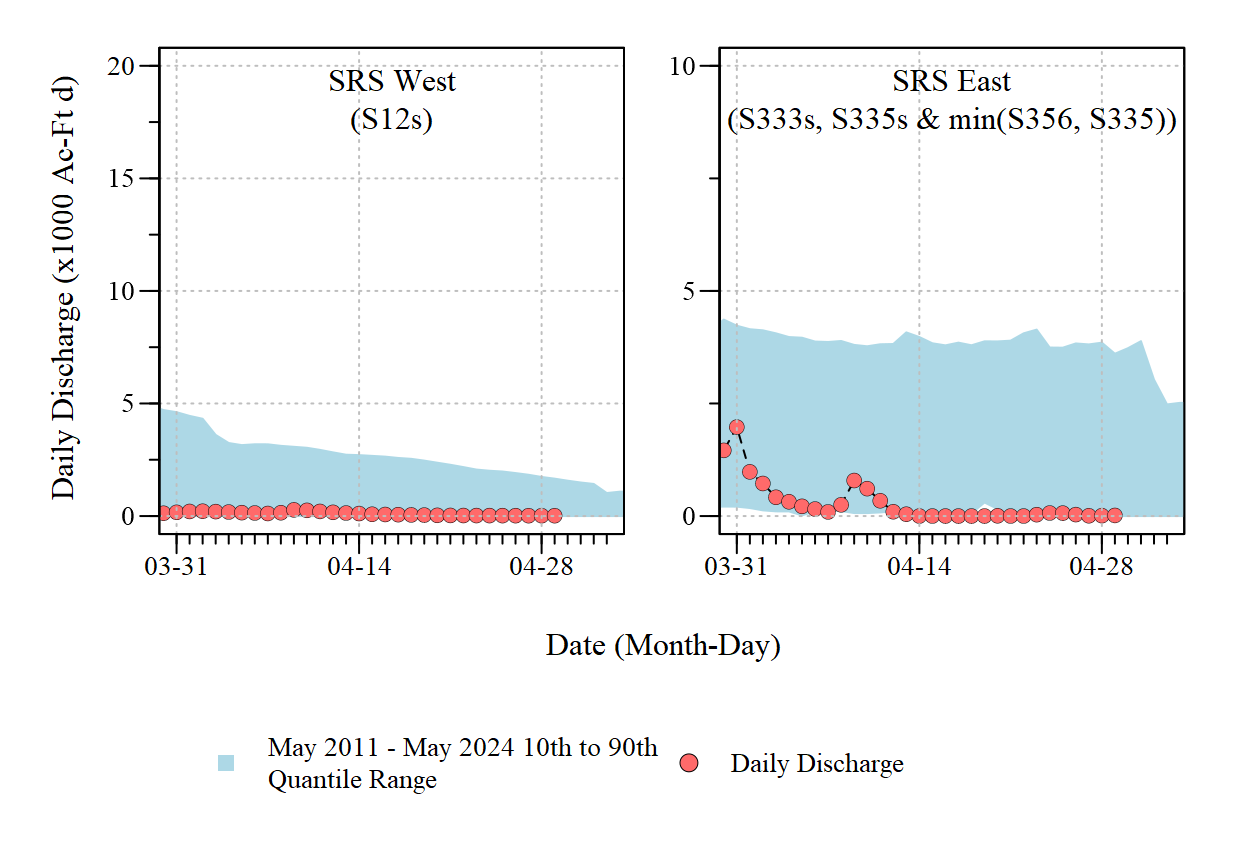 SRS West
(S12s)
SRS East
(S333s, S335s & min(S356, S335))
Daily Discharge (x1000 Ac-Ft d)
20
15
10
5
0
10
5
0
03-31
04-14
04-28
03-31
04-14
04-28
Date (Month-Day)
May 2011 - May 2024 10th to 90th
Quantile Range
Daily Discharge